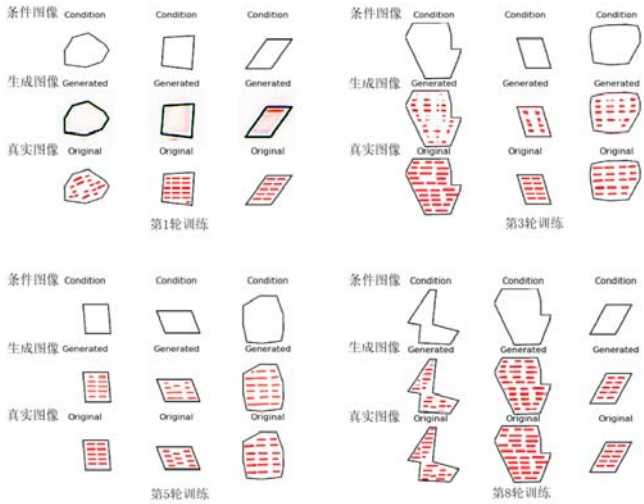 条件图像 Condition Condition Condition
生成图像 Generated Generated Generated
真实图像 Original Original Original
第1轮训练
条件图像 Condition Condition Condition
生成图像 Generated Generated Generated
真实图像 Original Original Original
第3轮训练
条件图像 Condition Condition Condition
生成图像 Generated Generated Generated
真实图像 Original Original Original
第5轮训练
条件图像 Condition Condition Condition
生成图像 Generated Generated Generated
真实图像 Original Original Original
第8轮训练